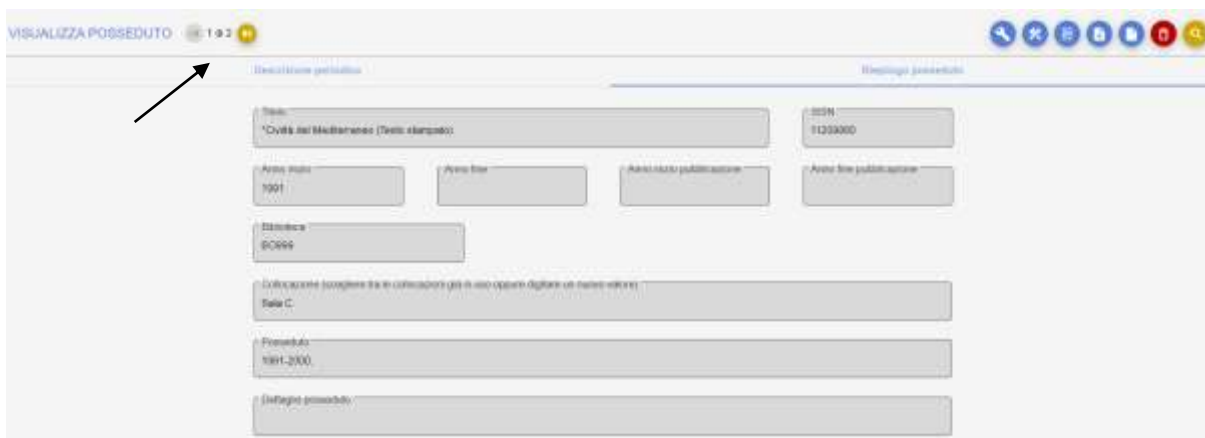 VISUALIZZA POSSEDUTO 1 di 2
Descrizione periodico Riepilogo posseduto
Titolo ISSN
*Civiltà del Mediterraneo (Testo stampato)
Anno inizio Anno fine Anno inizio pubblicazione Anno fine pubblicazione
1991
Biblioteca
Collocazione (scegliere tra le collocazioni già in uso oppure digitare un nuovo valore)
Sala C
Posseduto
1991-2000.
Dettaglio posseduto